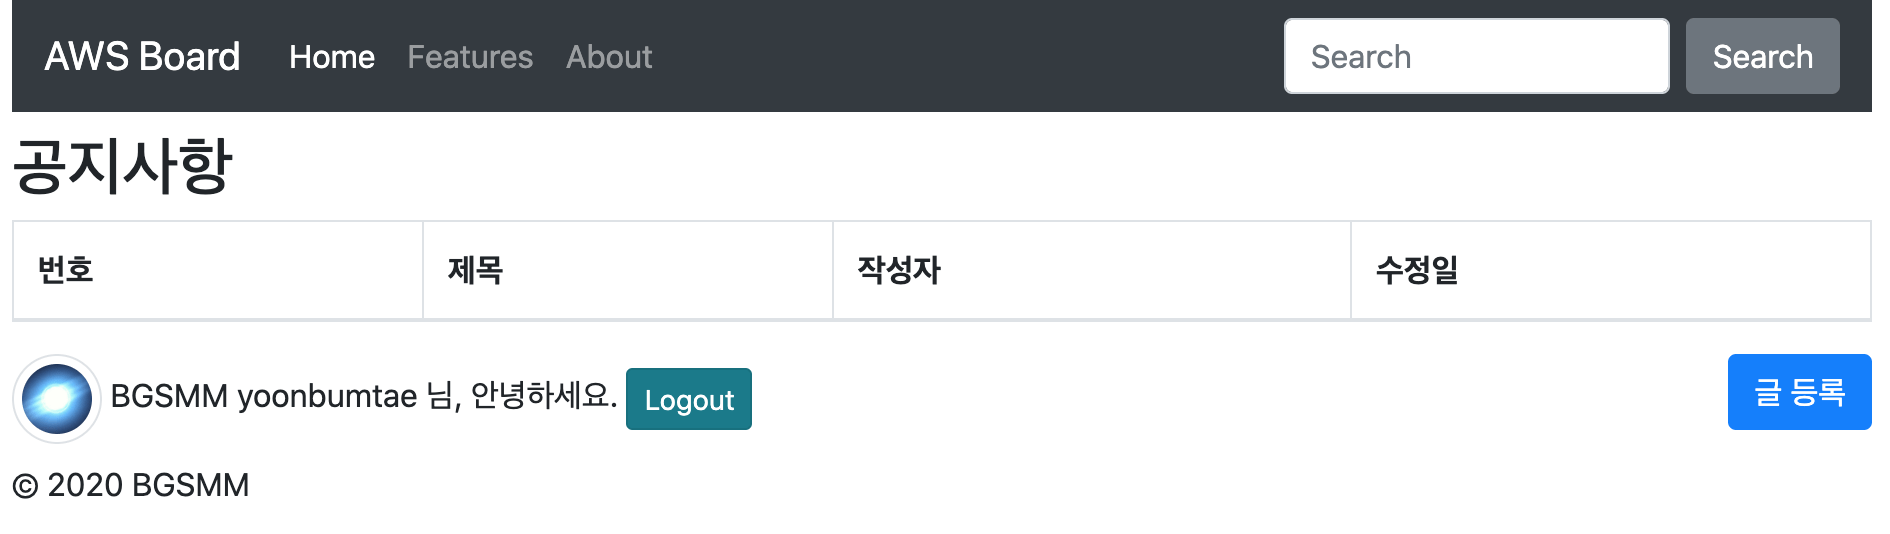 AWS Board Home Features About Search Search
공지사항
번호 제목 작성자 수정일
BGSMM yoonbumtae 님, 안녕하세요. Logout 글 등록
© 2020 BGSMM